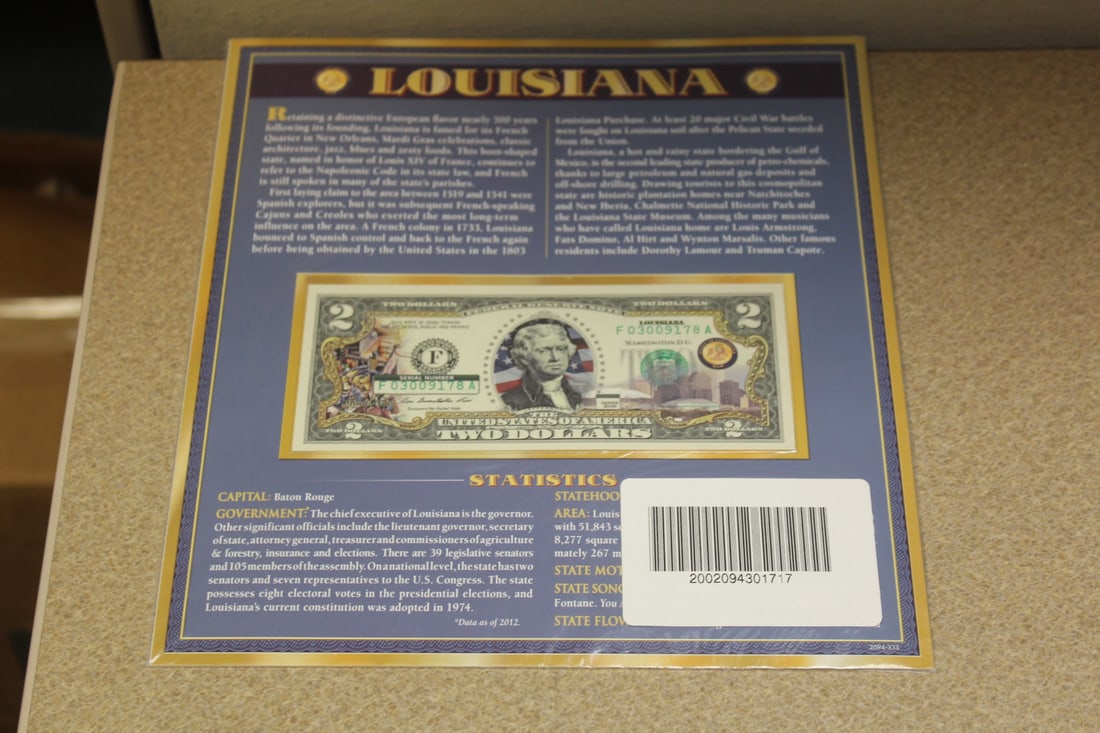 LOUISIANA
Retaining a distinctive European flavor nearly 300 years
following its founding, Louisiana is famed for its French
Quarter in New Orleans, Mardi Gras celebrations, classic
architecture, jazz, blues and zesty foods. This boot-shaped
state, named in honor of Louis XIV of France, continues to
refer to the Napoleonic Code in its state law, and French
is still spoken in many of the state's parishes.
First laying claim to the area between 1519 and 1541 were
Spanish explorers, but it was subsequent French-speaking
Cajuns and Creoles who exerted the most long-term
influence on the area. A French colony in 1733, Louisiana
bounced to Spanish control and back to the French again
before being obtained by the United States in the 1803
Louisiana Purchase. At least 20 major Civil War battles
were fought on Louisiana soil after the Pelican State seceded
from the Union.
Louisiana, a hot and rainy state bordering the Gulf of
Mexico, is the second leading state producer of petro-chemicals,
thanks to large petroleum and natural gas deposits and
off-shore drilling. Drawing tourists to this cosmopolitan
state are historic plantation homes near Natchitoches
and New Iberia, Chalmette National Historic Park and
the Louisiana State Museum. Among the many musicians
who have called Louisiana home are Louis Armstrong,
Fats Domino, Al Hirt and Wynton Marsalis. Other famous
residents include Dorothy Lamour and Truman Capote.
2 TWO DOLLARS FEDERAL RESERVE NOTE TWO DOLLARS 2
LOUISIANA
F 03009178 A
WASHINGTON, D.C.
F
SERIAL NUMBER
F 03009178 A
THE
UNITED STATES OF AMERICA
TWO DOLLARS
2 TWO DOLLARS
2 TWO DOLLARS
STATISTICS
CAPITAL: Baton Rouge
GOVERNMENT:* The chief executive of Louisiana is the governor.
Other significant officials include the lieutenant governor, secretary
of state, attorney general, treasurer and commissioners of agriculture
& forestry, insurance and elections. There are 39 legislative senators
and 105 members of the assembly. On a national level, the state has two
senators and seven representatives to the U.S. Congress. The state
possesses eight electoral votes in the presidential elections, and
Louisiana's current constitution was adopted in 1974.
*Data as of 2012.
STATEHOO
AREA: Louis
with 51,843 s
8,277 square
mately 267 m
STATE MOT
STATE SONG
Fontane. You
STATE FLOW
2002094301717
2094-333